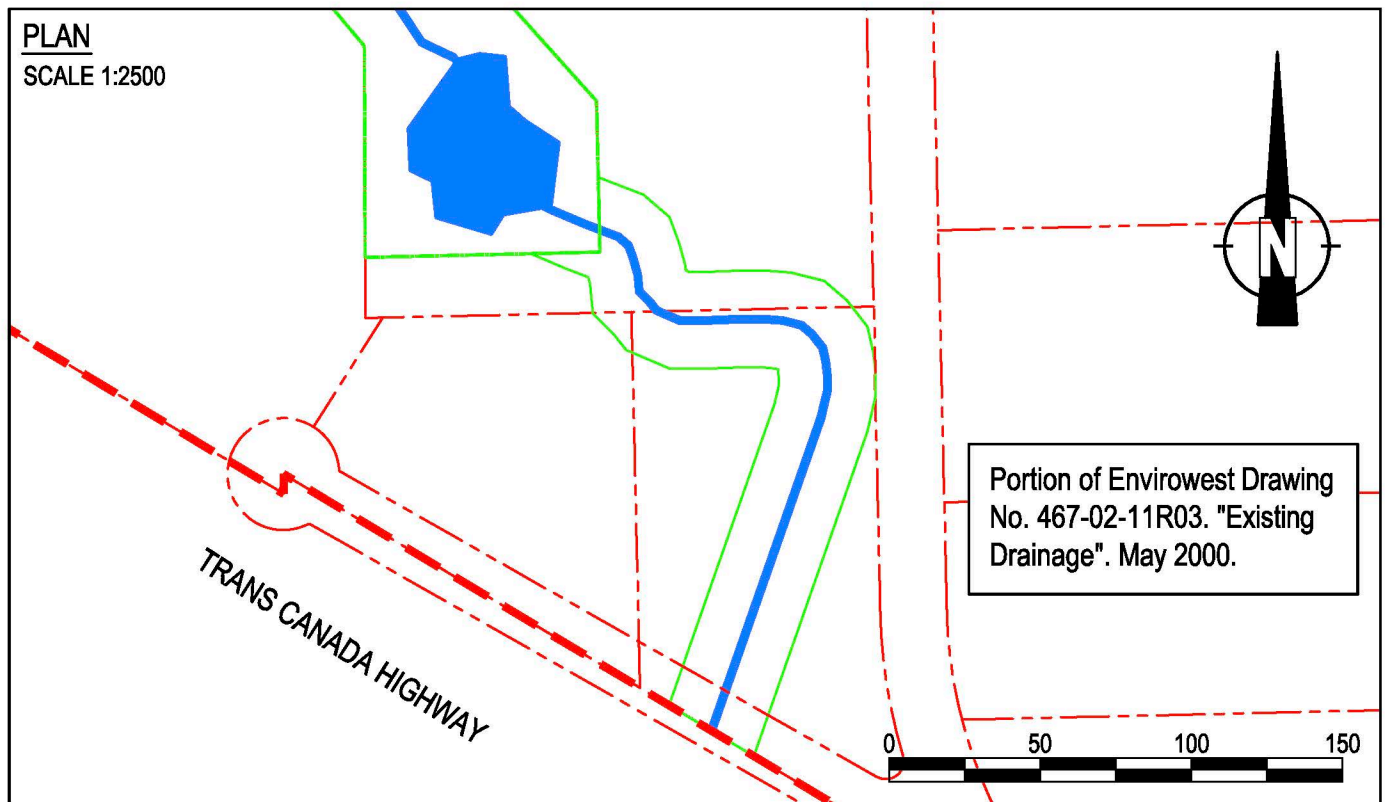 PLAN
SCALE 1:2500
N
Portion of Envirowest Drawing
No. 467-02-11R03. "Existing
Drainage". May 2000.
TRANS CANADA HIGHWAY
0 50 100 150